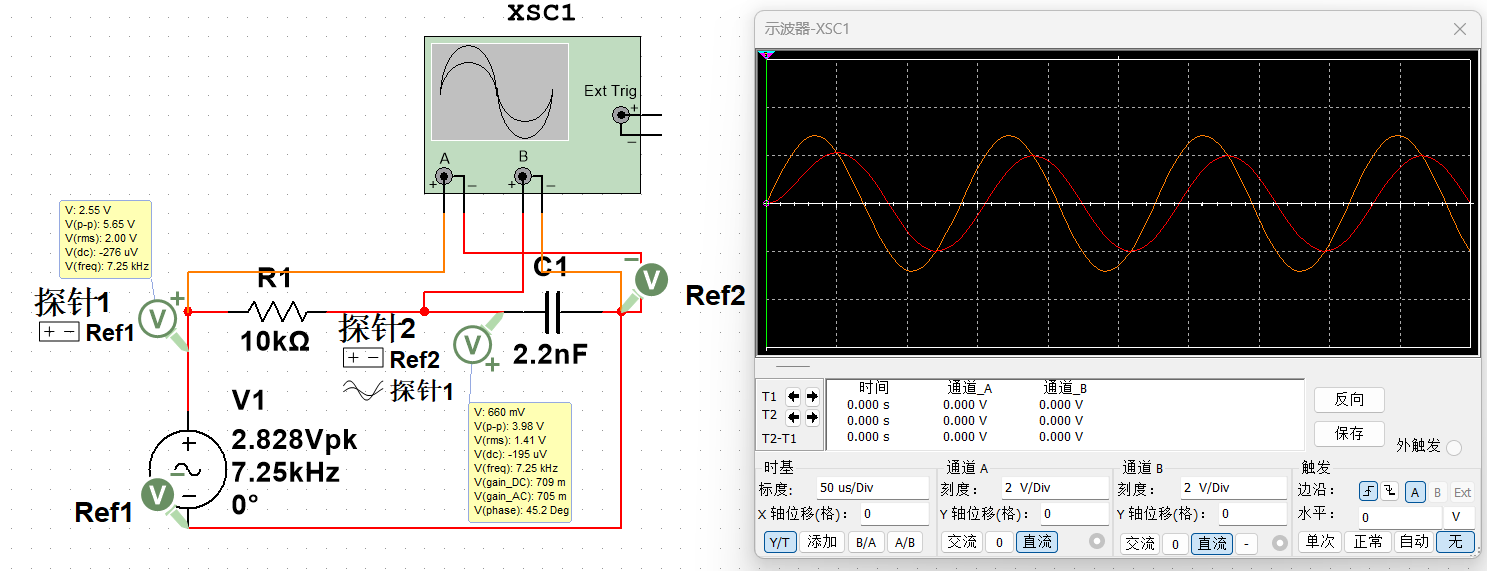 XSC1
Ext Trig
+
−
A
B
+ −
+ −
V: 2.55 V
V(p-p): 5.65 V
V(rms): 2.00 V
V(dc): -276 uV
V(freq): 7.25 kHz
探针1
+ − Ref1
V +
R1
10kΩ
探针2
+ − Ref2
探针1
V +
C1
2.2nF
− V
Ref2
V1
2.828Vpk
7.25kHz
0°
+
−
− V
Ref1
V: 660 mV
V(p-p): 3.98 V
V(rms): 1.41 V
V(dc): -195 uV
V(freq): 7.25 kHz
V(gain_DC): 709 m
V(gain_AC): 705 m
V(phase): 45.2 Deg
示波器-XSC1
时间 通道_A 通道_B
T1 0.000 s 0.000 V 0.000 V
T2 0.000 s 0.000 V 0.000 V
T2-T1 0.000 s 0.000 V 0.000 V
反向
保存
外触发
时基
标度: 50 us/Div
X 轴位移(格): 0
Y/T 添加 B/A A/B
通道 A
刻度: 2 V/Div
Y 轴位移(格): 0
交流 0 直流
通道 B
刻度: 2 V/Div
Y 轴位移(格): 0
交流 0 直流 -
触发
边沿: A B Ext
水平: 0 V
单次 正常 自动 无